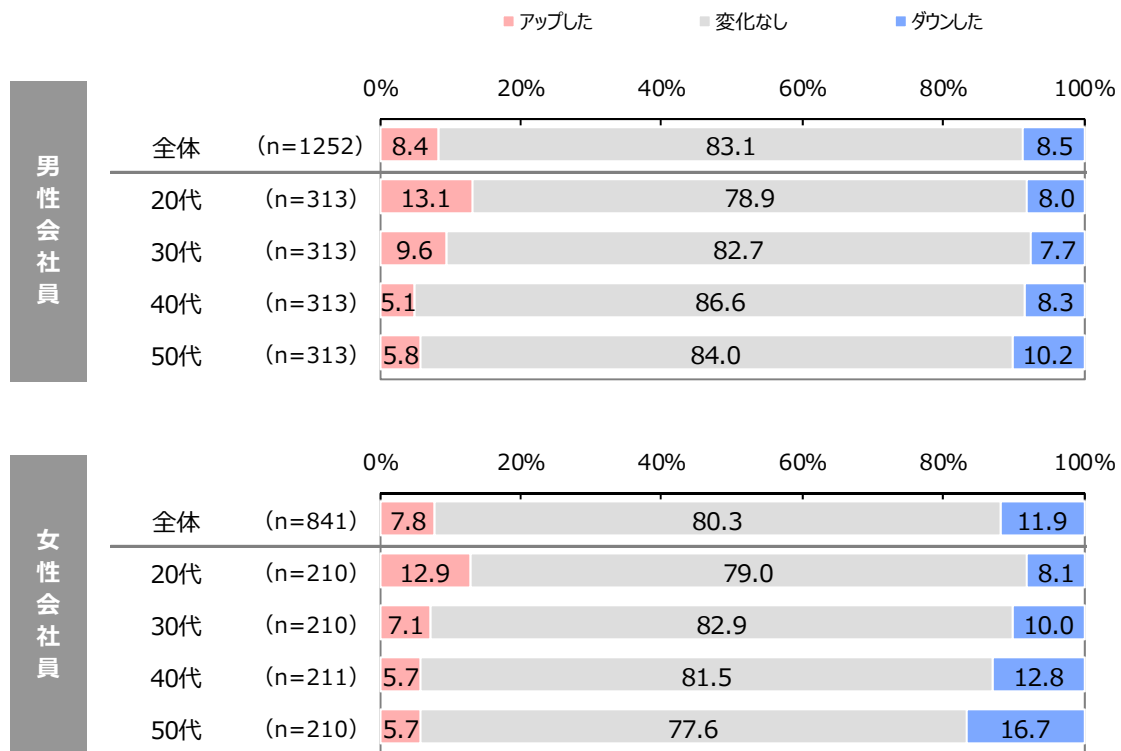 アップした 変化なし ダウンした
男性会社員
0% 20% 40% 60% 80% 100%
全体 (n=1252) 8.4 83.1 8.5
20代 (n=313) 13.1 78.9 8.0
30代 (n=313) 9.6 82.7 7.7
40代 (n=313) 5.1 86.6 8.3
50代 (n=313) 5.8 84.0 10.2
女性会社員
0% 20% 40% 60% 80% 100%
全体 (n=841) 7.8 80.3 11.9
20代 (n=210) 12.9 79.0 8.1
30代 (n=210) 7.1 82.9 10.0
40代 (n=211) 5.7 81.5 12.8
50代 (n=210) 5.7 77.6 16.7